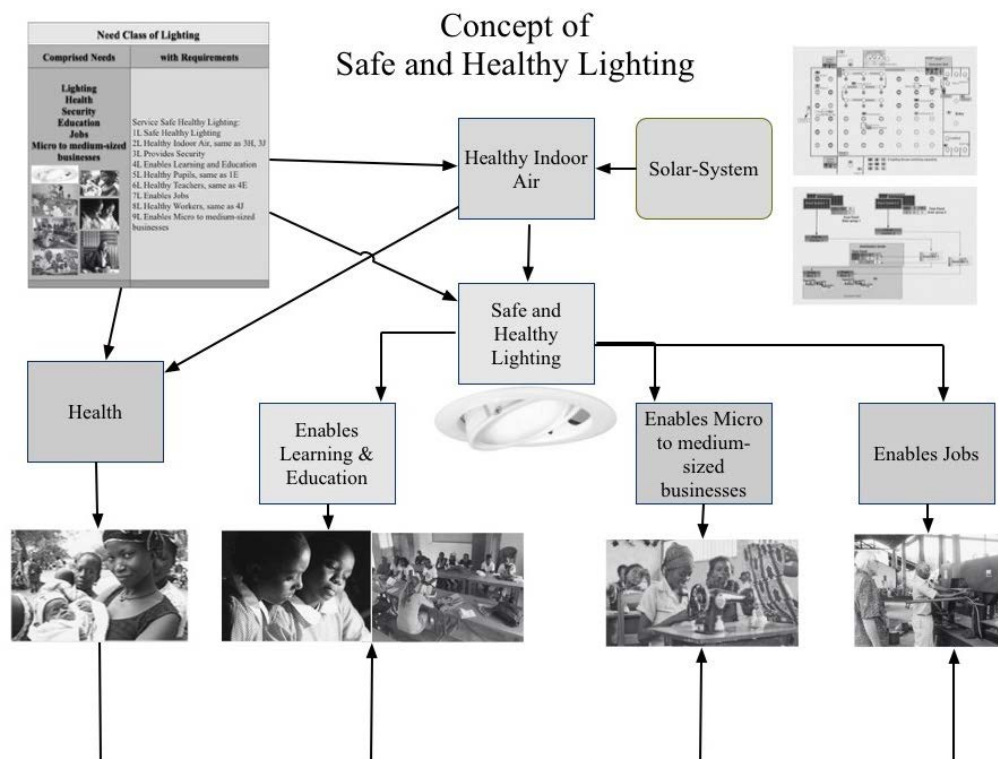 Concept of
Safe and Healthy Lighting
Need Class of Lighting
Comprised Needs
with Requirements
Lighting
Health
Security
Education
Jobs
Micro to medium-sized
businesses
Service Safe Healthy Lighting:
1L Safe Healthy Lighting
2L Healthy Indoor Air, same as 3H, 3J
3L Provides Security
4L Enables Learning and Education
5L Healthy Pupils, same as 1E
6L Healthy Teachers, same as 4E
7L Enables Jobs
8L Healthy Workers, same as 4J
9L Enables Micro to medium-sized
businesses
Healthy Indoor
Air
Solar-System
Safe and
Healthy
Lighting
Health
Enables
Learning &
Education
Enables Micro
to medium-
sized
businesses
Enables Jobs